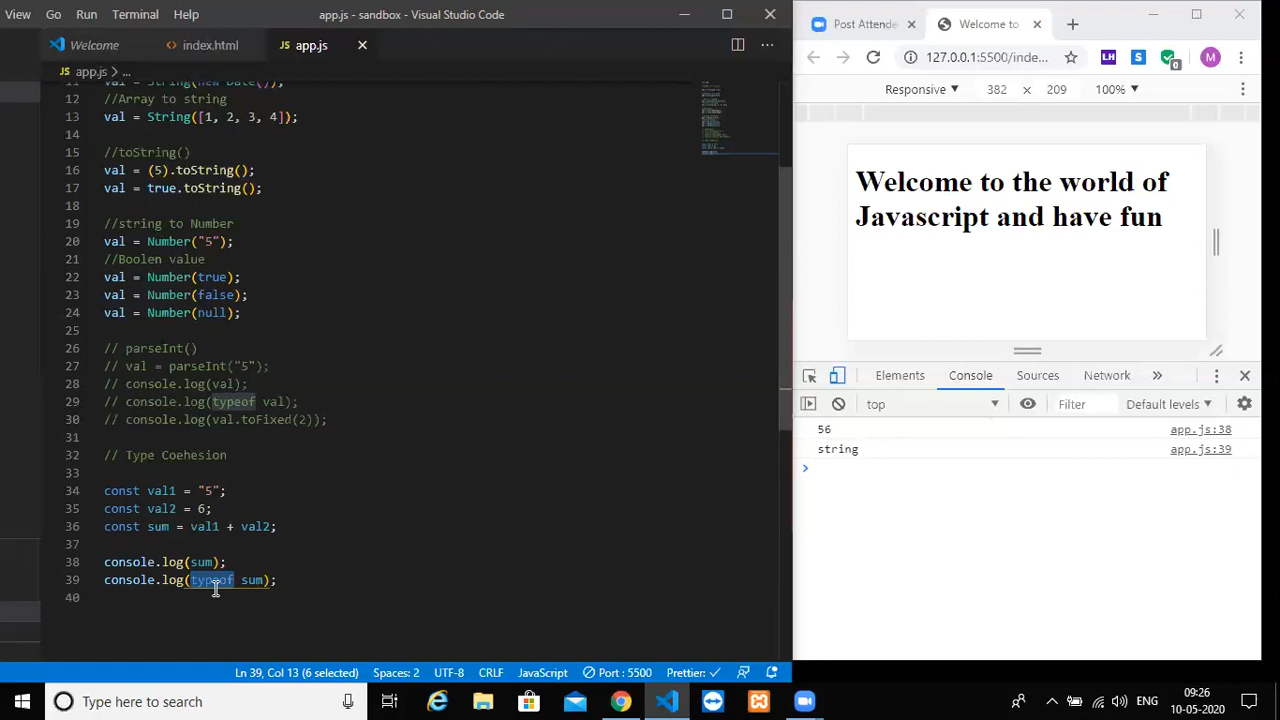 View Go Run Terminal Help app.js - sandbox - Visual Studio Code
Welcome index.html app.js
app.js > ...
11 val = String(new Date());
12 //Array to string
13 val = String([1, 2, 3, 4]);
14
15 //toString()
16 val = (5).toString();
17 val = true.toString();
18
19 //string to Number
20 val = Number("5");
21 //Boolen value
22 val = Number(true);
23 val = Number(false);
24 val = Number(null);
25
26 // parseInt()
27 // val = parseInt("5");
28 // console.log(val);
29 // console.log(typeof val);
30 // console.log(val.toFixed(2));
31
32 // Type Coehesion
33
34 const val1 = "5";
35 const val2 = 6;
36 const sum = val1 + val2;
37
38 console.log(sum);
39 console.log(typeof sum);
40
Ln 39, Col 13 (6 selected) Spaces: 2 UTF-8 CRLF JavaScript Port : 5500 Prettier: ✓
Post Attende Welcome to
127.0.0.1:5500/inde... LH S 0 M
Responsive 382 × 209 100%
Welcome to the world of
Javascript and have fun
Elements Console Sources Network »
top Filter Default levels
56 app.js:38
string app.js:39
>
Type here to search
ENG 09:26
10-05-2020